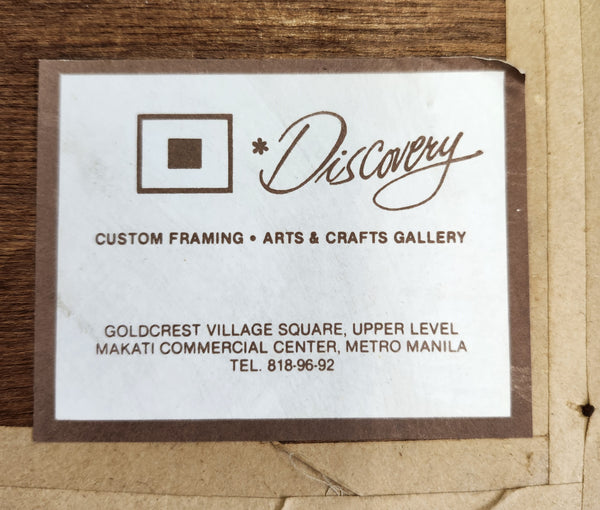 * Discovery
CUSTOM FRAMING • ARTS & CRAFTS GALLERY
GOLDCREST VILLAGE SQUARE, UPPER LEVEL
MAKATI COMMERCIAL CENTER, METRO MANILA
TEL. 818-96-92